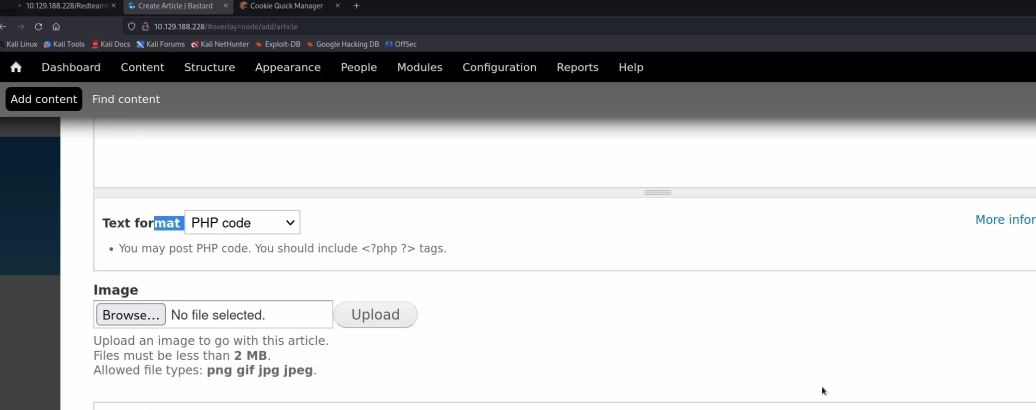 10.129.188.228/Redteam
Create Article | Bastard
Cookie Quick Manager
10.129.188.228/#overlay=node/add/article
Kali Linux Kali Tools Kali Docs Kali Forums Kali NetHunter Exploit-DB Google Hacking DB OffSec
Dashboard Content Structure Appearance People Modules Configuration Reports Help
Add content Find content
Text format PHP code More infor
• You may post PHP code. You should include <?php ?> tags.
Image
Browse... No file selected. Upload
Upload an image to go with this article.
Files must be less than 2 MB.
Allowed file types: png gif jpg jpeg.